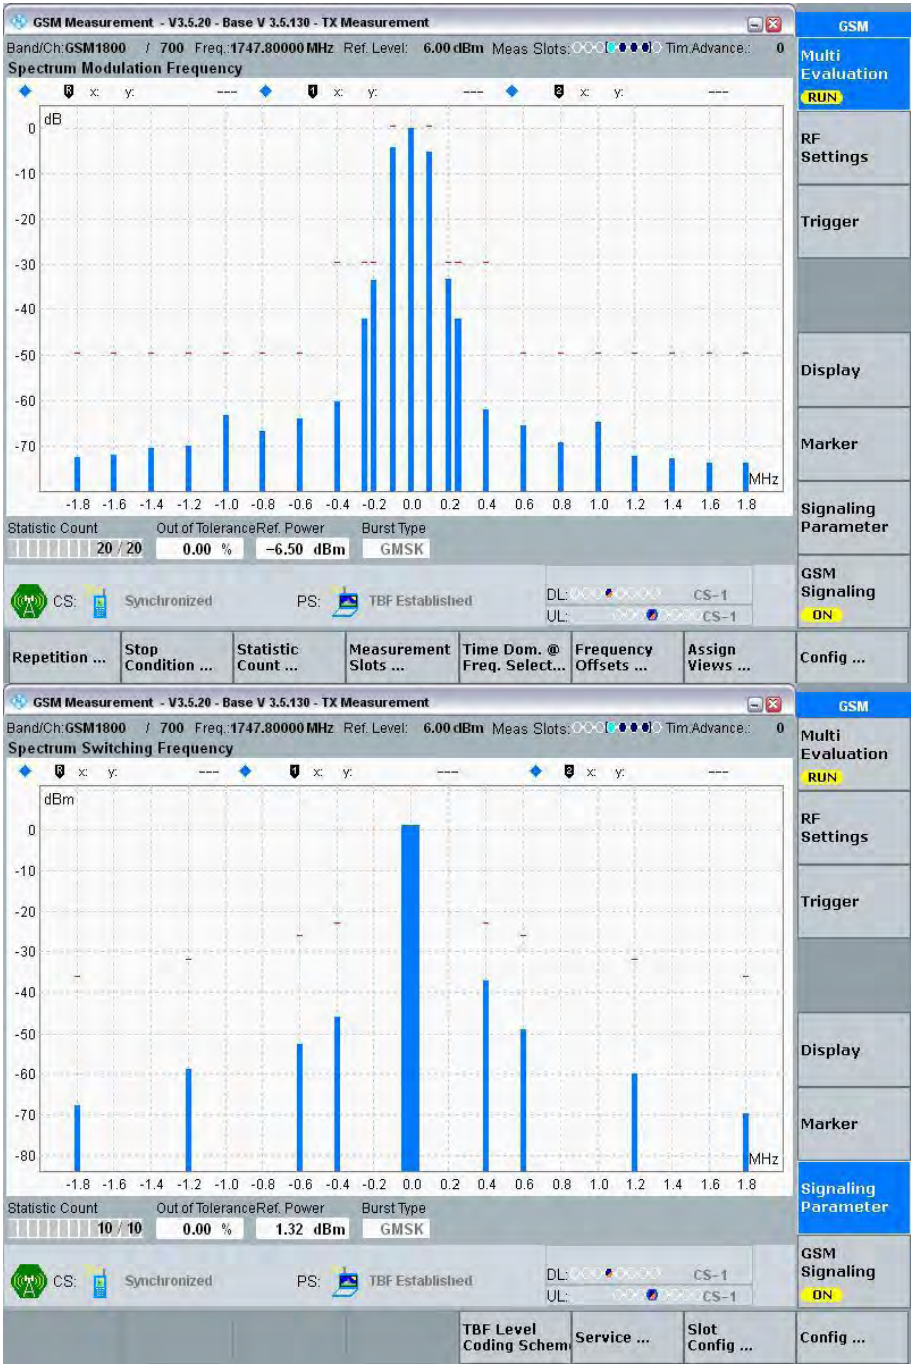 GSM Measurement - V3.5.20 - Base V 3.5.130 - TX Measurement
GSM
Band/Ch:GSM1800 / 700 Freq.:1747.80000 MHz Ref. Level: 6.00 dBm Meas Slots: Tim.Advance.: 0
Spectrum Modulation Frequency
R x: y: --- 1 x: y: --- 2 x: y: ---
dB
0
-10
-20
-30
-40
-50
-60
-70
MHz
-1.8 -1.6 -1.4 -1.2 -1.0 -0.8 -0.6 -0.4 -0.2 0.0 0.2 0.4 0.6 0.8 1.0 1.2 1.4 1.6 1.8
Statistic Count Out of Tolerance Ref. Power Burst Type
20 / 20 0.00 % -6.50 dBm GMSK
CS: Synchronized PS: TBF Established DL: CS-1
UL: CS-1
Multi
Evaluation
RUN
RF
Settings
Trigger
Display
Marker
Signaling
Parameter
GSM
Signaling
ON
Repetition ...
Stop
Condition ...
Statistic
Count ...
Measurement
Slots ...
Time Dom. @
Freq. Select...
Frequency
Offsets ...
Assign
Views ...
Config ...
GSM Measurement - V3.5.20 - Base V 3.5.130 - TX Measurement
GSM
Band/Ch:GSM1800 / 700 Freq.:1747.80000 MHz Ref. Level: 6.00 dBm Meas Slots: Tim.Advance.: 0
Spectrum Switching Frequency
R x: y: --- 1 x: y: --- 2 x: y: ---
dBm
0
-10
-20
-30
-40
-50
-60
-70
-80
MHz
-1.8 -1.6 -1.4 -1.2 -1.0 -0.8 -0.6 -0.4 -0.2 0.0 0.2 0.4 0.6 0.8 1.0 1.2 1.4 1.6 1.8
Statistic Count Out of Tolerance Ref. Power Burst Type
10 / 10 0.00 % 1.32 dBm GMSK
CS: Synchronized PS: TBF Established DL: CS-1
UL: CS-1
Multi
Evaluation
RUN
RF
Settings
Trigger
Display
Marker
Signaling
Parameter
GSM
Signaling
ON
TBF Level
Coding Schem
Service ...
Slot
Config ...
Config ...